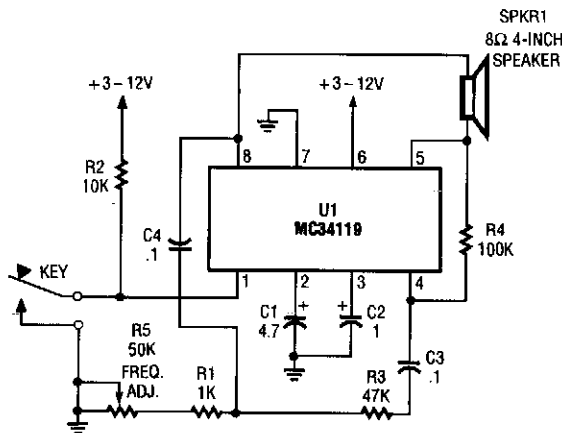 SPKR1
8Ω 4-INCH
SPEAKER
+3-12V
+3-12V
R2
10K
8
7
6
5
U1
MC34119
C4
.1
R4
100K
KEY
1
2
3
4
C1
4.7
+
+
C2
1
R5
50K
FREQ.
ADJ.
R1
1K
R3
47K
C3
.1